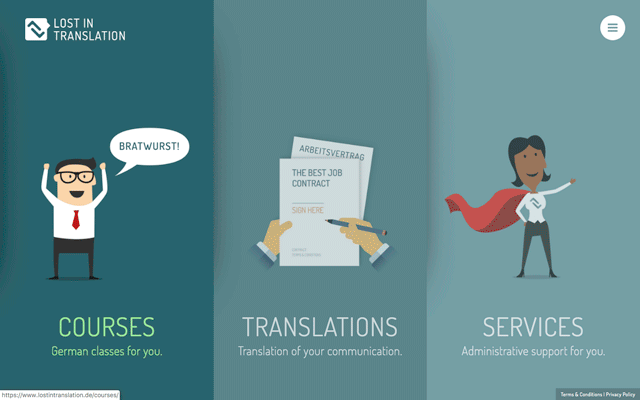 LOST IN
TRANSLATION
BRATWURST!
ARBEITSVERTRAG
THE BEST JOB
CONTRACT
SIGN HERE
COURSES
German classes for you.
TRANSLATIONS
Translation of your communication.
SERVICES
Administrative support for you.
https://www.lostintranslation.de/courses/
Terms & Conditions | Privacy Policy